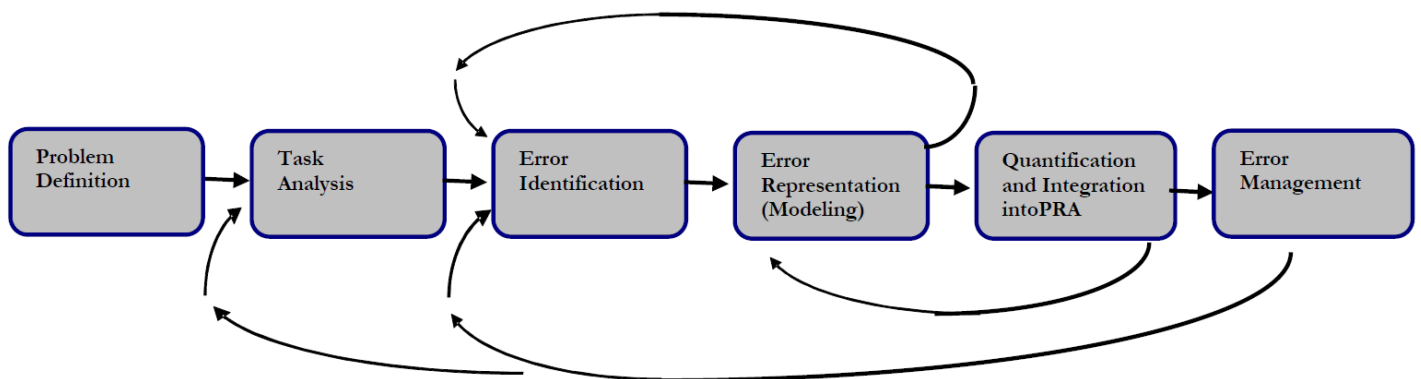 Problem
Definition
Task
Analysis
Error
Identification
Error
Representation
(Modeling)
Quantification
and Integration
intoPRA
Error
Management